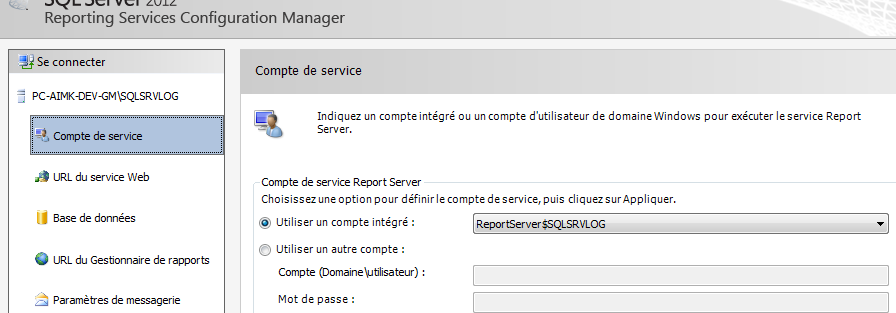 SQL Server 2012
Reporting Services Configuration Manager
Se connecter
PC-AIMK-DEV-GM\SQLSRVLOG
Compte de service
URL du service Web
Base de données
URL du Gestionnaire de rapports
Paramètres de messagerie
Compte de service
Indiquez un compte intégré ou un compte d'utilisateur de domaine Windows pour exécuter le service Report
Server.
Compte de service Report Server
Choisissez une option pour définir le compte de service, puis cliquez sur Appliquer.
Utiliser un compte intégré :
ReportServer$SQLSRVLOG
Utiliser un autre compte :
Compte (Domaine\utilisateur) :
Mot de passe :